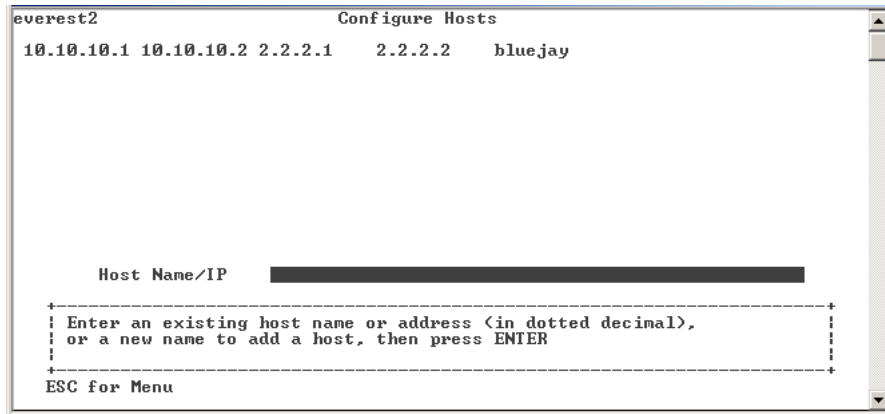 everest2 Configure Hosts
10.10.10.1 10.10.10.2 2.2.2.1 2.2.2.2 bluejay
Host Name/IP
Enter an existing host name or address (in dotted decimal),
or a new name to add a host, then press ENTER
ESC for Menu